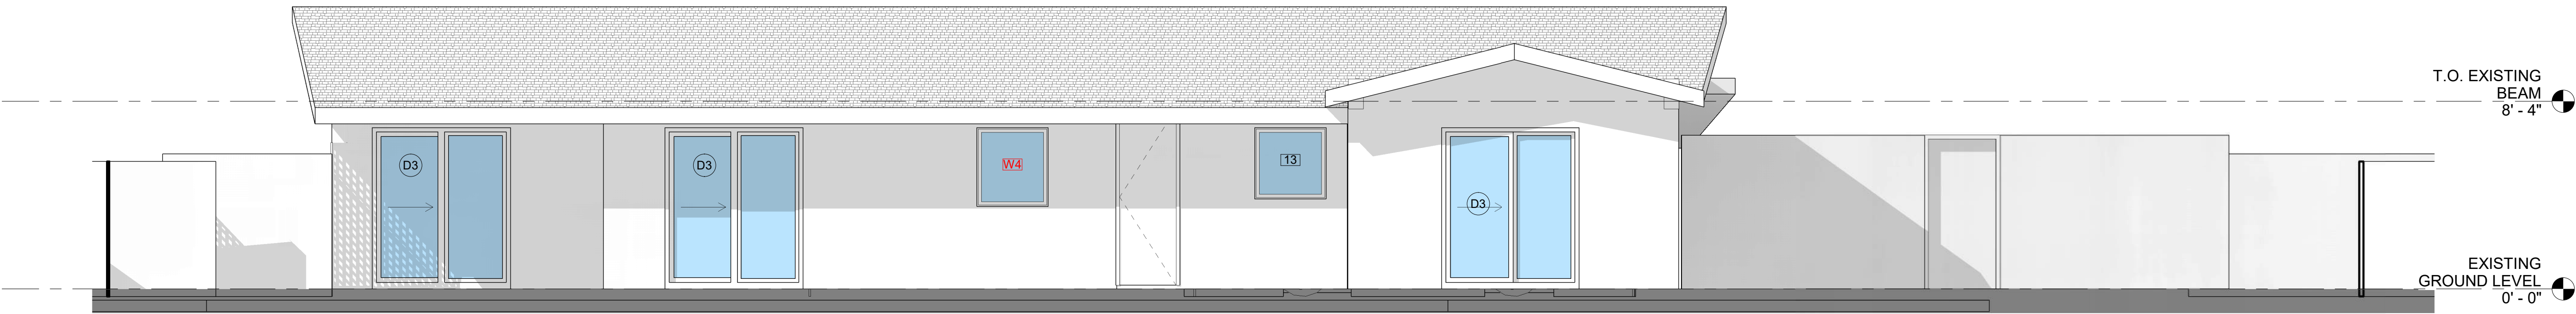 T.O. EXISTING
BEAM
8' - 4"
D3
D3
W4
13
D3
EXISTING
GROUND LEVEL
0' - 0"